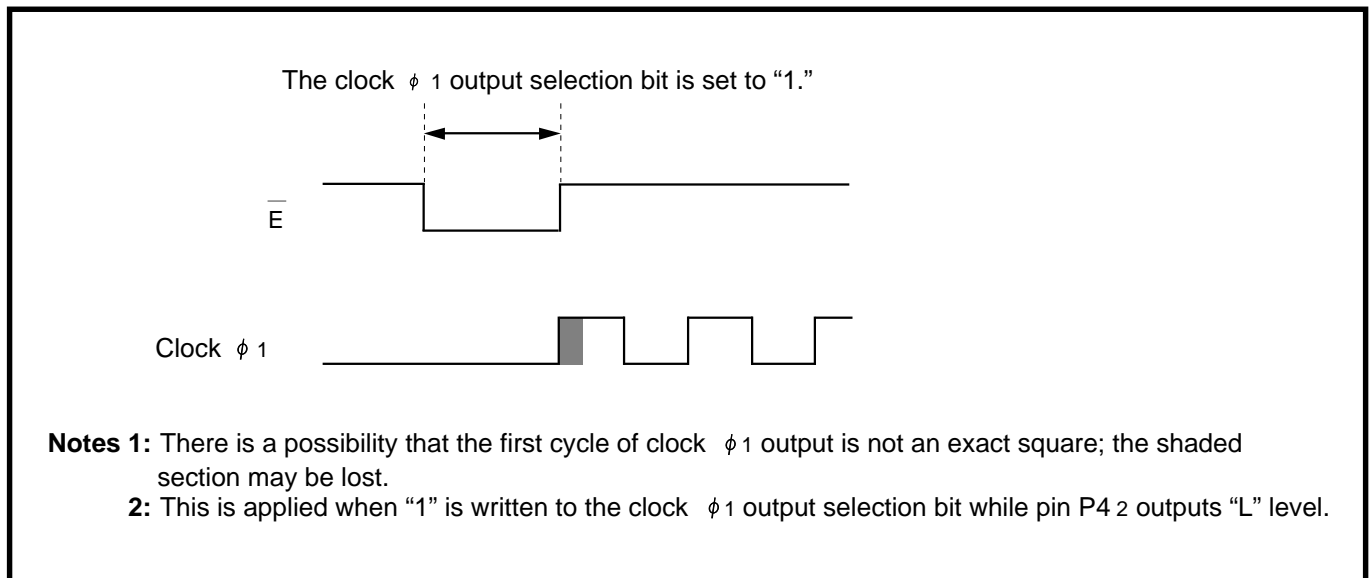 The clock ϕ 1 output selection bit is set to “1.”
E̅
Clock ϕ 1
Notes 1: There is a possibility that the first cycle of clock ϕ 1 output is not an exact square; the shaded
section may be lost.
2: This is applied when “1” is written to the clock ϕ 1 output selection bit while pin P4 2 outputs “L” level.